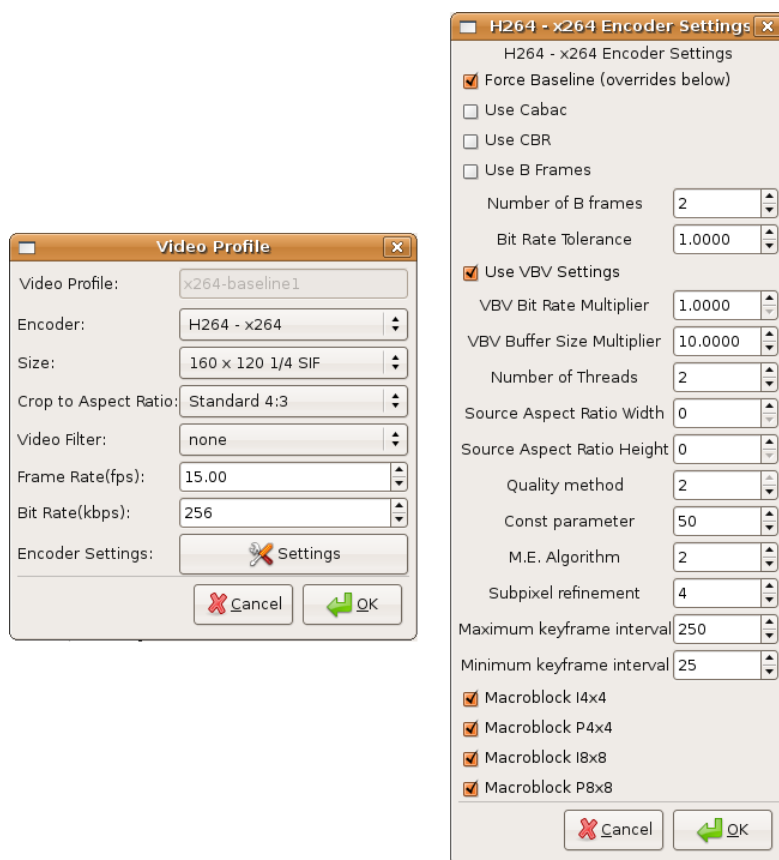 Video Profile
Video Profile: x264-baseline1
Encoder: H264 - x264
Size: 160 x 120 1/4 SIF
Crop to Aspect Ratio: Standard 4:3
Video Filter: none
Frame Rate(fps): 15.00
Bit Rate(kbps): 256
Encoder Settings: Settings
Cancel OK
H264 - x264 Encoder Settings
H264 - x264 Encoder Settings
Force Baseline (overrides below)
Use Cabac
Use CBR
Use B Frames
Number of B frames 2
Bit Rate Tolerance 1.0000
Use VBV Settings
VBV Bit Rate Multiplier 1.0000
VBV Buffer Size Multiplier 10.0000
Number of Threads 2
Source Aspect Ratio Width 0
Source Aspect Ratio Height 0
Quality method 2
Const parameter 50
M.E. Algorithm 2
Subpixel refinement 4
Maximum keyframe interval 250
Minimum keyframe interval 25
Macroblock I4x4
Macroblock P4x4
Macroblock I8x8
Macroblock P8x8
Cancel OK